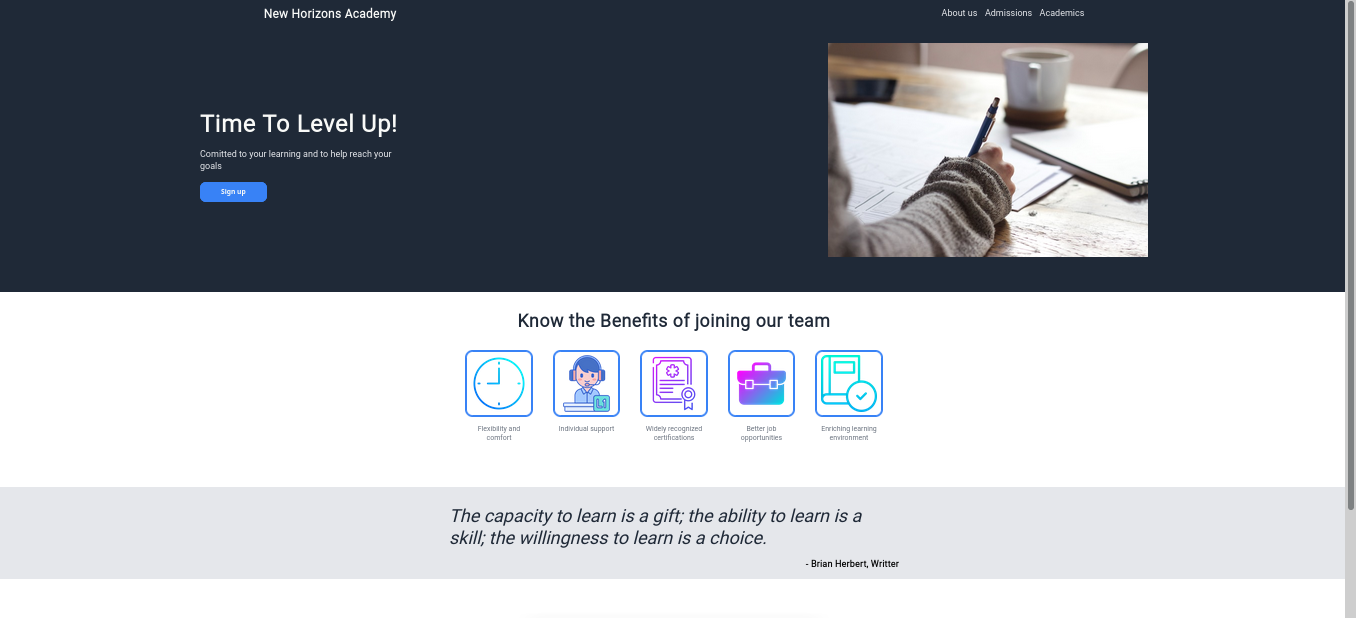 New Horizons Academy
About us Admissions Academics
Time To Level Up!
Comitted to your learning and to help reach your
goals
Sign up
Know the Benefits of joining our team
Flexibility and
comfort
Individual support
Widely recognized
certifications
Better job
opportunities
Enriching learning
environment
The capacity to learn is a gift; the ability to learn is a
skill; the willingness to learn is a choice.
- Brian Herbert, Writter